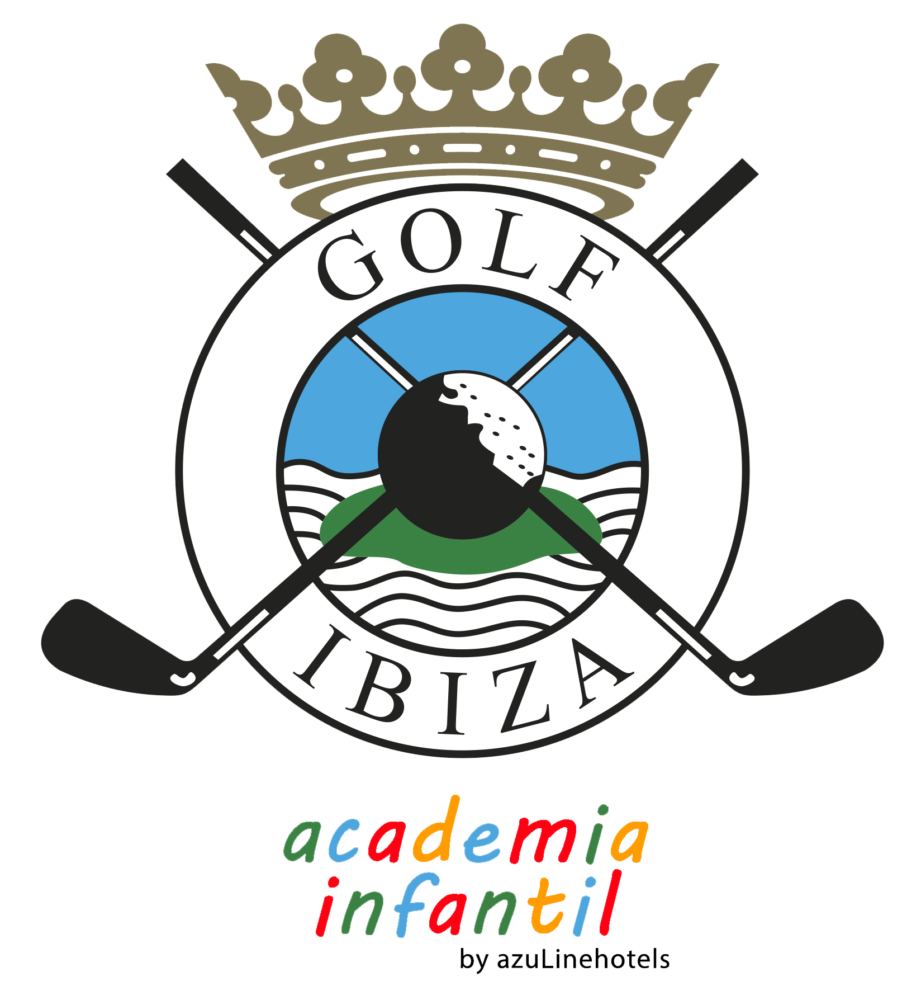 GOLF
IBIZA
academia
infantil
by azuLinehotels